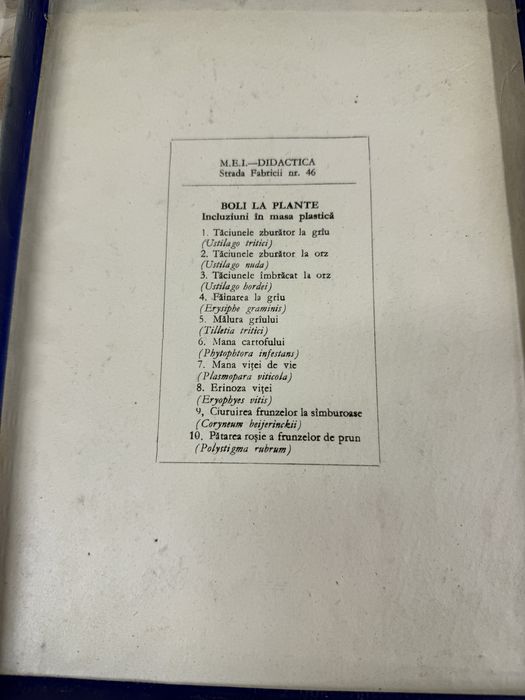 M.E.I.—DIDACTICA
Strada Fabricii nr. 46
BOLI LA PLANTE
Incluziuni în masa plastică
1. Tăciunele zburător la grîu
(Ustilago tritici)
2. Tăciunele zburător la orz
(Ustilago nuda)
3. Tăciunele îmbrăcat la orz
(Ustilago hordei)
4. Făinarea la grîu
(Erysiphe graminis)
5. Mălura grîului
(Tilletia tritici)
6. Mana cartofului
(Phytophtora infestans)
7. Mana viței de vie
(Plasmopara viticola)
8. Erinoza viței
(Eryophyes vitis)
9, Ciuruirea frunzelor la sîmburoase
(Coryneum beijerinckii)
10. Pătarea roșie a frunzelor de prun
(Polystigma rubrum)